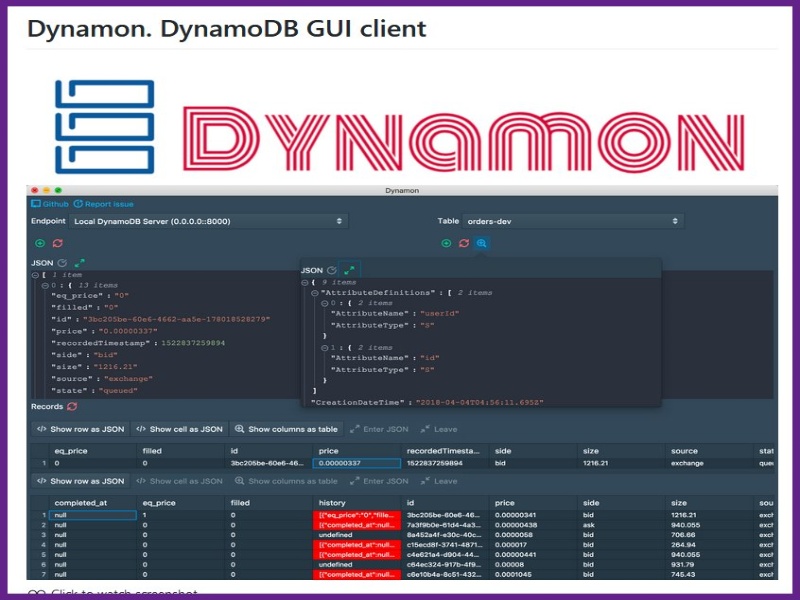 Dynamon. DynamoDB GUI client
DYNAMON
Dynamon
Github Report issue
Endpoint Local DynamoDB Server (0.0.0.0::8000) Table orders-dev
JSON
[ 1 item
0 : { 13 items
"eq_price" : "0"
"filled" : "0"
"id" : "3bc205be-60e6-4662-aa5e-178018528279"
"price" : "0.00000337"
"recordedTimestamp" : 1522837259894
"side" : "bid"
"size" : "1216.21"
"source" : "exchange"
"state" : "queued"
JSON
{ 9 items
"AttributeDefinitions" : [ 2 items
0 : { 2 items
"AttributeName" : "userId"
"AttributeType" : "S"
}
1 : { 2 items
"AttributeName" : "id"
"AttributeType" :
}
]
"CreationDateTime" : "2018-04-04T04:56:11.695Z"
Records
</> Show row as JSON </> Show cell as JSON Show columns as table Enter JSON Leave
eq_price filled id price recordedTimesta... side size source stat
1 0 0 3bc205be-60e6-46... 0.00000337 1522837259894 bid 1216.21 exchange que
</> Show row as JSON </> Show cell as JSON Show columns as table Enter JSON Leave
completed_at eq_price filled history id price side size sou
1 null 1 0 [{"eq_price":"0","fille... 3bc205be-60e6-46... 0.00000341 bid 1216.21 exch
2 null 0 0 [{"completed_at":null... 7a3f9b0e-61d4-4a3... 0.00000438 ask 940.055 exch
3 null 0 0 undefined 8a452a4f-e30c-40c... 0.0000058 bid 706.66 exch
4 null 0 0 [{"completed_at":null... c15ecd8f-3741-4871... 0.0000017 bid 264.94 exch
5 null 0 0 [{"completed_at":null... c4e621a4-d904-44... 0.00000441 bid 940.055 exch
6 null 0 0 undefined c64ec324-917b-4f9... 0.00008 bid 931.79 exch
7 null 0 0 [{"completed_at":null... c6e10b4a-8c51-432... 0.0001045 bid 745.43 exch
Click to watch screenshot